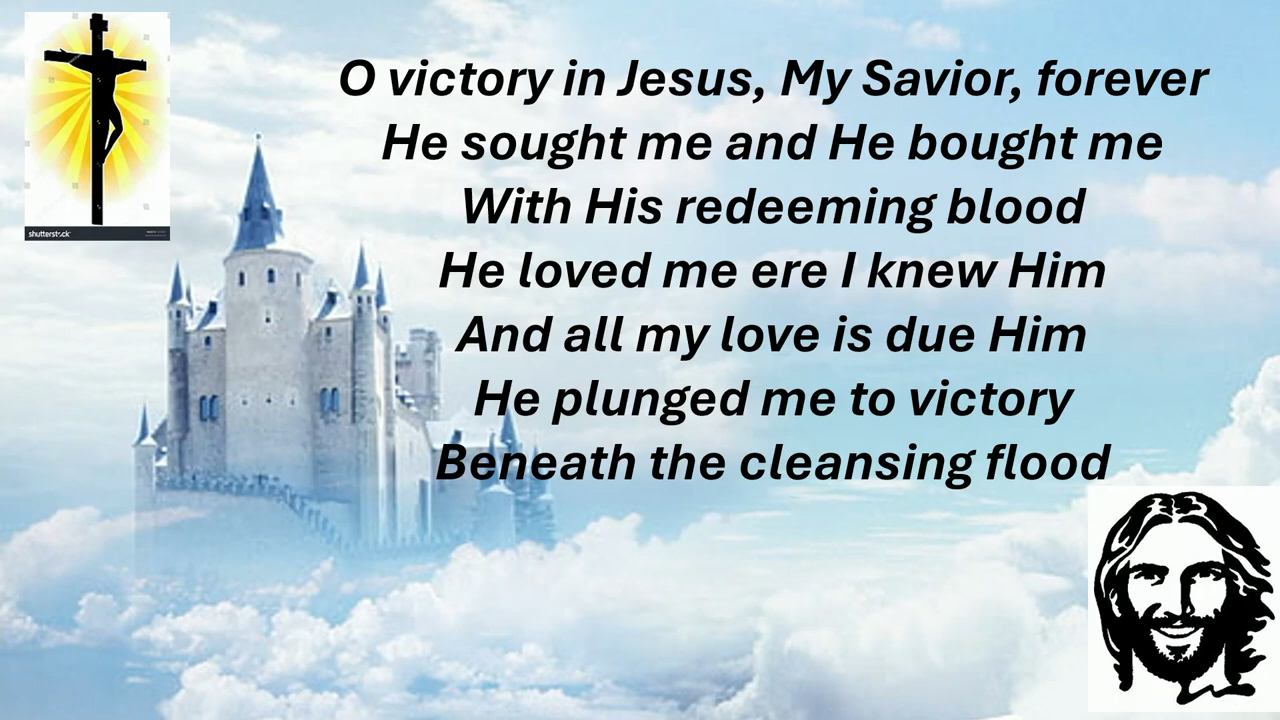 O victory in Jesus, My Savior, forever
He sought me and He bought me
With His redeeming blood
He loved me ere I knew Him
And all my love is due Him
He plunged me to victory
Beneath the cleansing flood
shutterstock